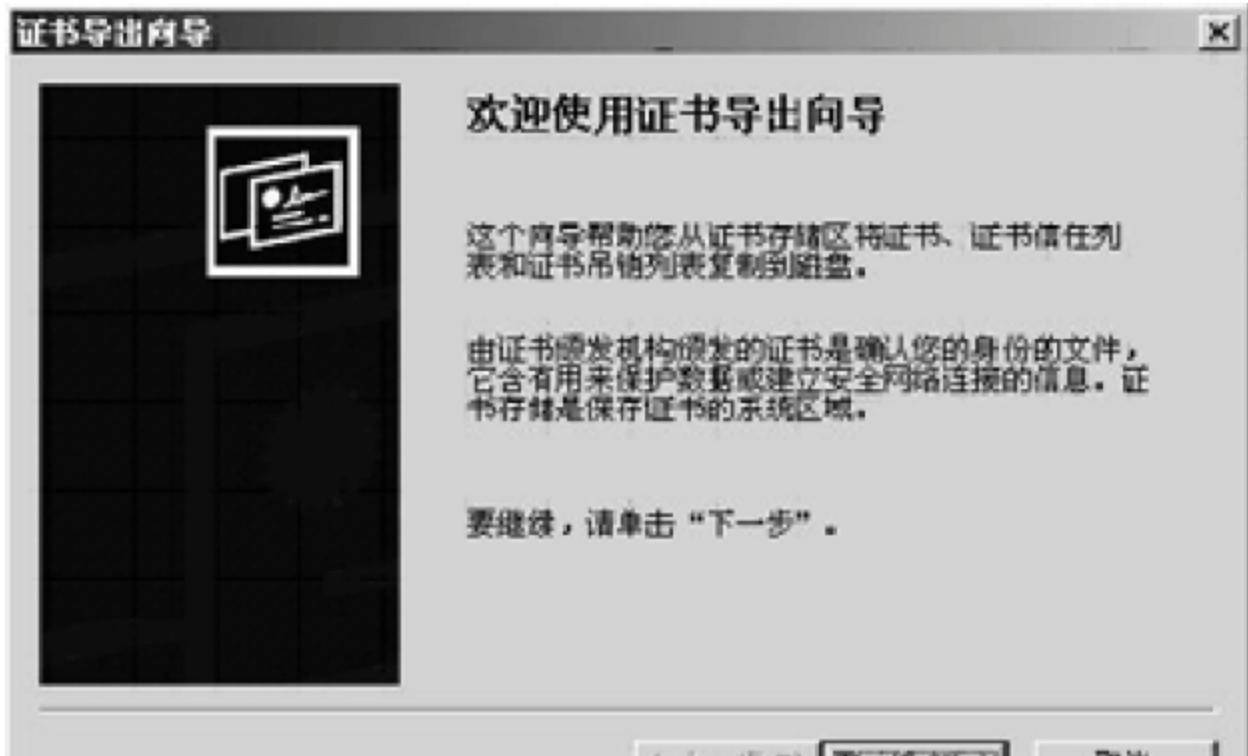 证书导出向导
欢迎使用证书导出向导
这个向导帮助您从证书存储区将证书、证书信任列
表和证书吊销列表复制到磁盘。
由证书颁发机构颁发的证书是确认您的身份的文件，
它含有用来保护数据或建立安全网络连接的信息。证
书存储是保存证书的系统区域。
要继续，请单击“下一步”。